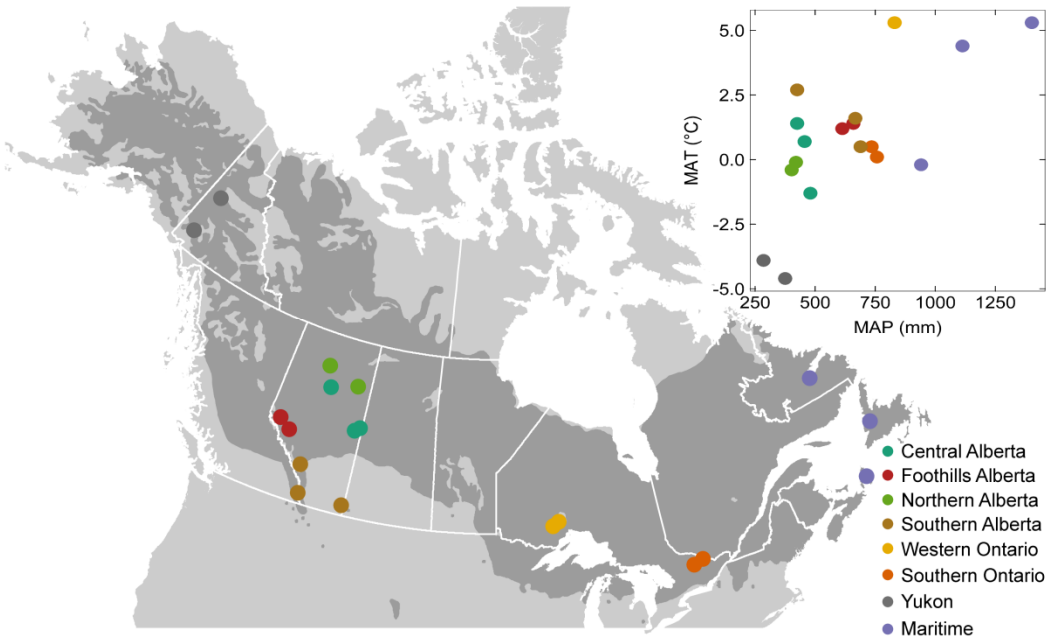 5.0
2.5
0.0
-2.5
-5.0
MAT (°C)
250 500 750 1000 1250
MAP (mm)
Central Alberta
Foothills Alberta
Northern Alberta
Southern Alberta
Western Ontario
Southern Ontario
Yukon
Maritime